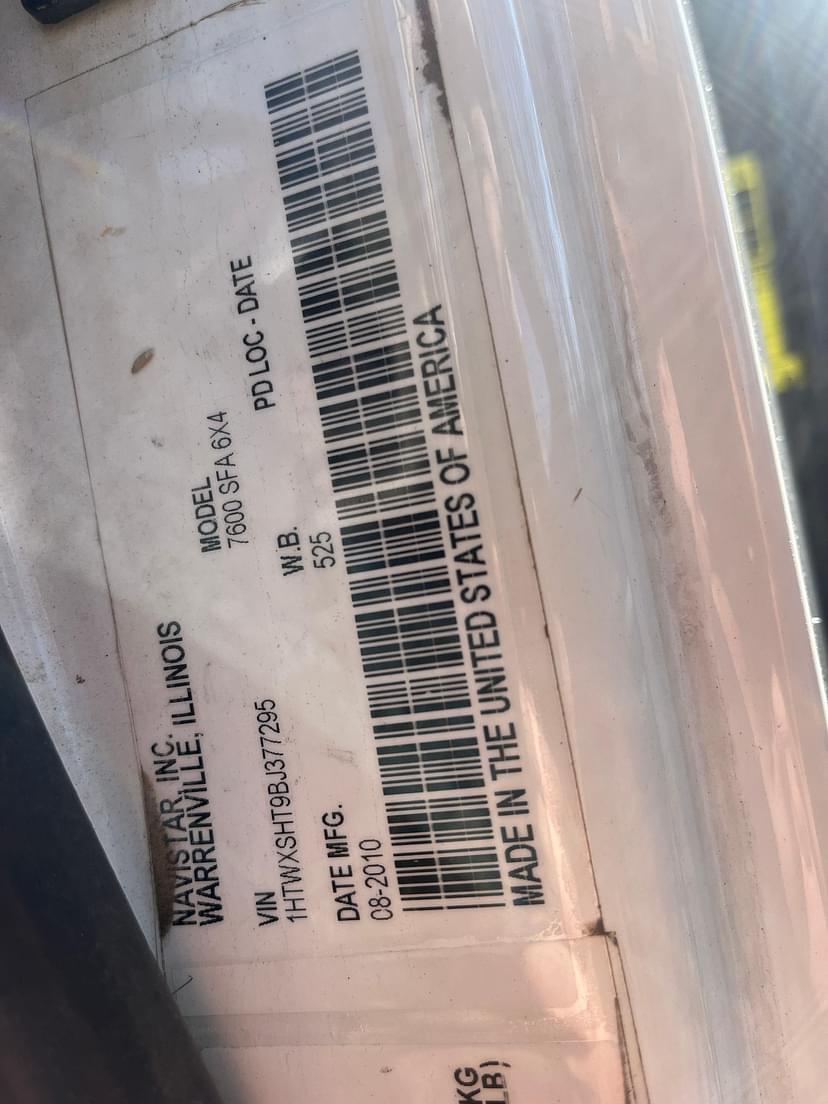 NAVISTAR, INC.
WARRENVILLE, ILLINOIS
MODEL
7600 SFA 6X4
VIN
1HTWXSHT9BJ377295
W.B.
525
PD LOC - DATE
DATE MFG.
08-2010
MADE IN THE UNITED STATES OF AMERICA
KG
LB)